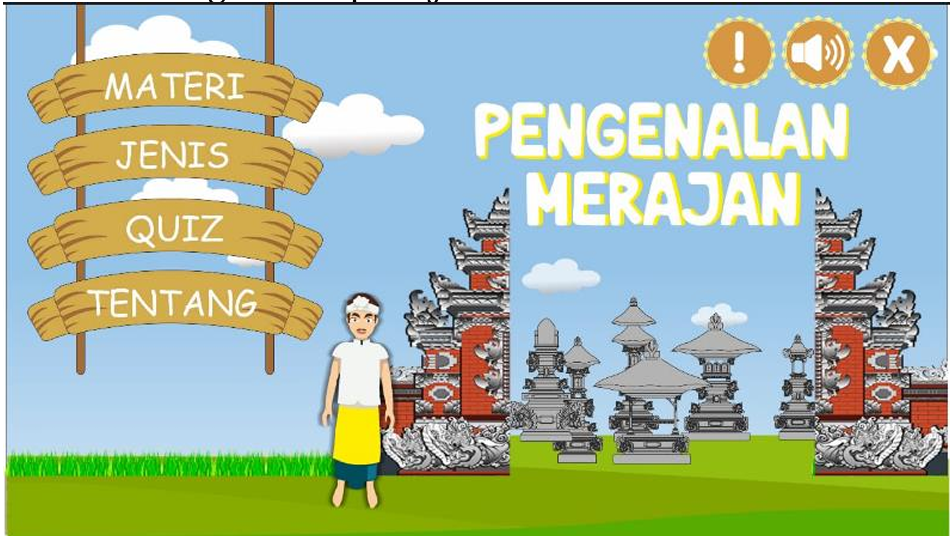 MATERI
JENIS
QUIZ
TENTANG
!
X
PENGENALAN
MERAJAN